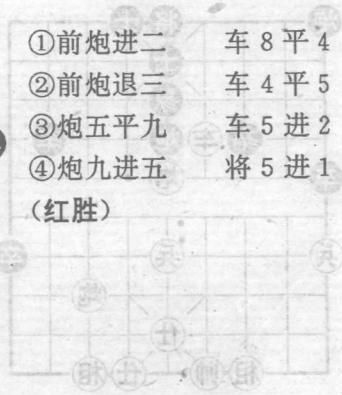 ①前炮进二 车8平4
②前炮退三 车4平5
③炮五平九 车5进2
④炮九进五 将5进1
（红胜）